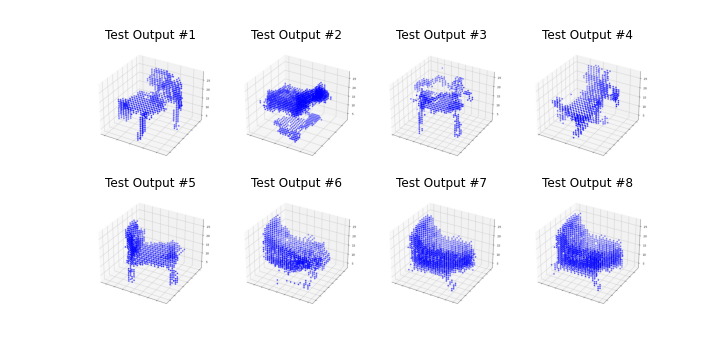 Test Output #1
Test Output #2
Test Output #3
Test Output #4
Test Output #5
Test Output #6
Test Output #7
Test Output #8